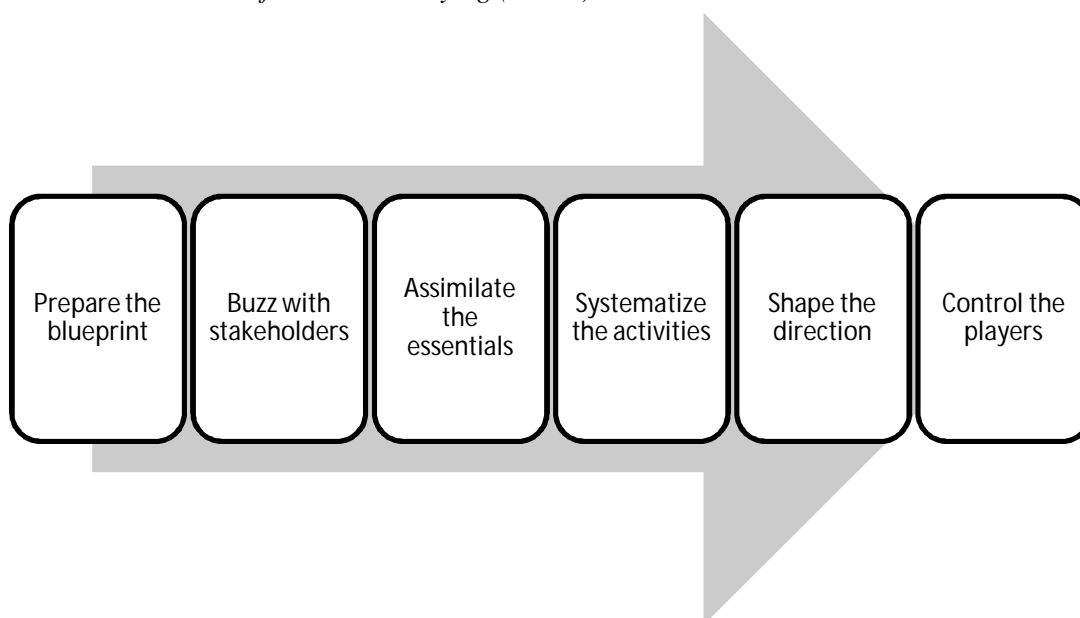 Prepare the
blueprint
Buzz with
stakeholders
Assimilate
the
essentials
Systematize
the activities
Shape the
direction
Control the
players